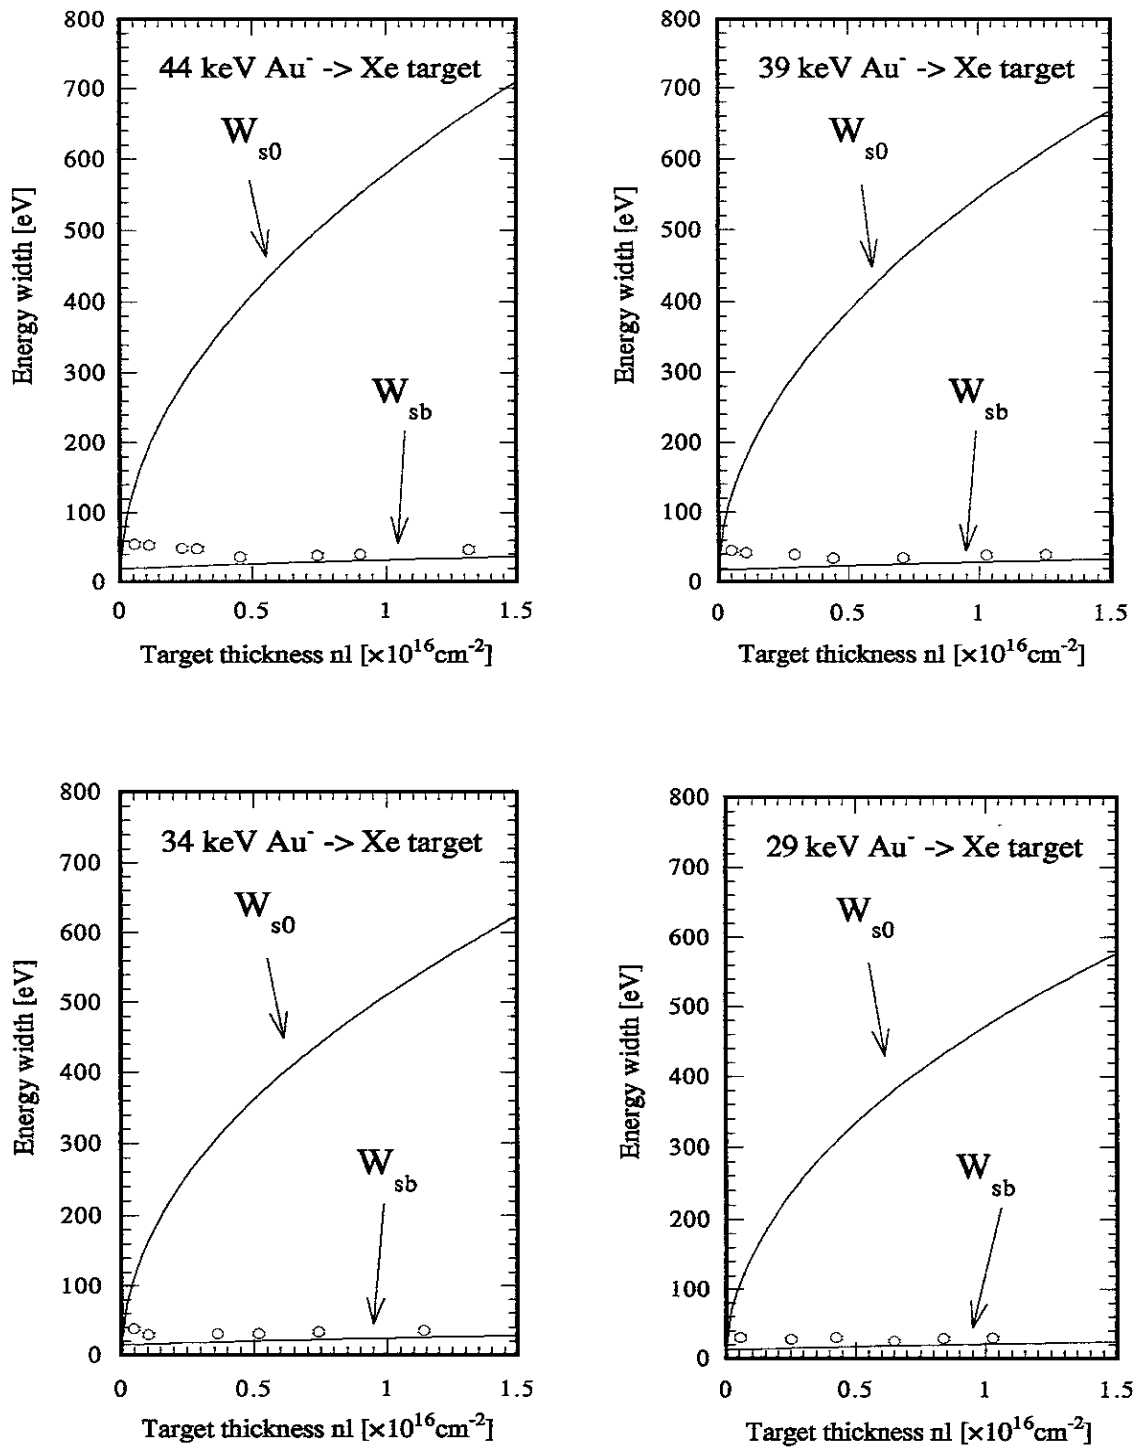 800
700
600
500
400
300
200
100
0
Energy width [eV]
44 keV Au⁻ -> Xe target
W_s0
W_sb
0 0.5 1 1.5
Target thickness nl [×10¹⁶cm⁻²]
800
700
600
500
400
300
200
100
0
Energy width [eV]
39 keV Au⁻ -> Xe target
W_s0
W_sb
0 0.5 1 1.5
Target thickness nl [×10¹⁶cm⁻²]
800
700
600
500
400
300
200
100
0
Energy width [eV]
34 keV Au⁻ -> Xe target
W_s0
W_sb
0 0.5 1 1.5
Target thickness nl [×10¹⁶cm⁻²]
800
700
600
500
400
300
200
100
0
Energy width [eV]
29 keV Au⁻ -> Xe target
W_s0
W_sb
0 0.5 1 1.5
Target thickness nl [×10¹⁶cm⁻²]